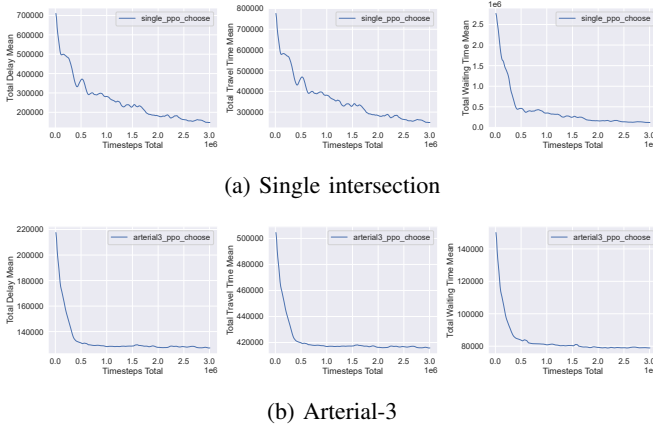 single_ppo_choose
700000
600000
500000
400000
300000
200000
Total Delay Mean
0.0 0.5 1.0 1.5 2.0 2.5 3.0
Timesteps Total
1e6
single_ppo_choose
800000
700000
600000
500000
400000
300000
Total Travel Time Mean
0.0 0.5 1.0 1.5 2.0 2.5 3.0
Timesteps Total
1e6
1e6
single_ppo_choose
2.5
2.0
1.5
1.0
0.5
0.0
Total Waiting Time Mean
0.0 0.5 1.0 1.5 2.0 2.5 3.0
Timesteps Total
(a) Single intersection
arterial3_ppo_choose
220000
200000
180000
160000
140000
Total Delay Mean
0.0 0.5 1.0 1.5 2.0 2.5 3.0
Timesteps Total
1e6
arterial3_ppo_choose
500000
480000
460000
440000
420000
Total Travel Time Mean
0.0 0.5 1.0 1.5 2.0 2.5 3.0
Timesteps Total
1e6
arterial3_ppo_choose
140000
120000
100000
80000
Total Waiting Time Mean
0.0 0.5 1.0 1.5 2.0 2.5 3.0
Timesteps Total
(b) Arterial-3